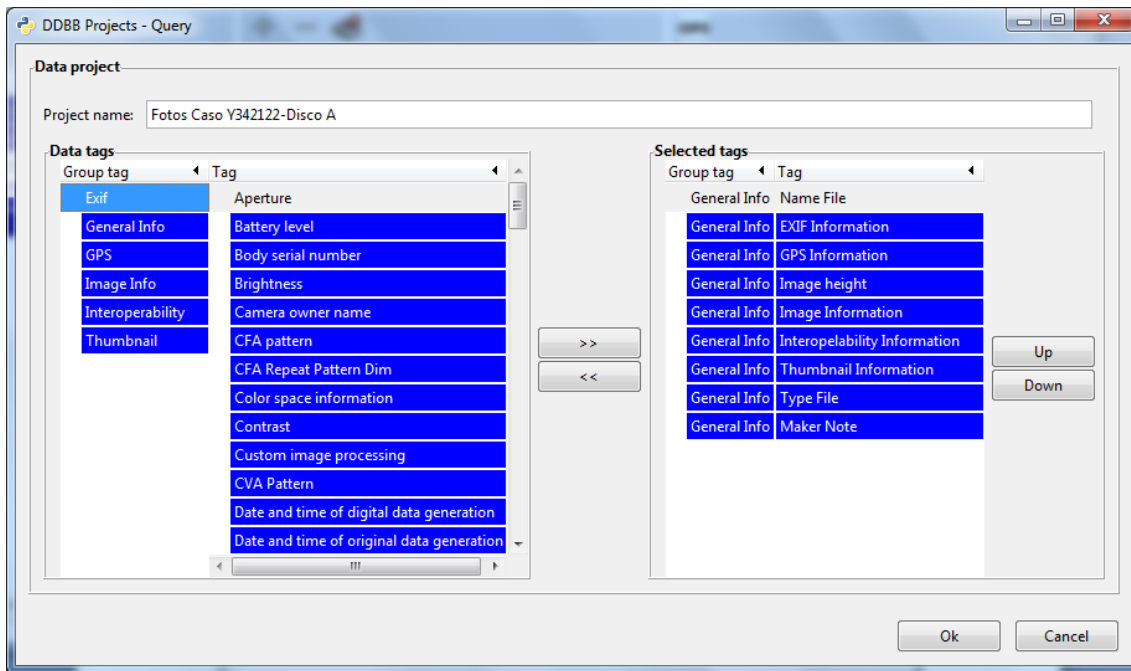 DDBB Projects - Query
Data project
Project name: Fotos Caso Y342122-Disco A
Data tags
Group tag Tag
Exif
General Info
GPS
Image Info
Interoperability
Thumbnail
Aperture
Battery level
Body serial number
Brightness
Camera owner name
CFA pattern
CFA Repeat Pattern Dim
Color space information
Contrast
Custom image processing
CVA Pattern
Date and time of digital data generation
Date and time of original data generation
>>
<<
Selected tags
Group tag Tag
General Info Name File
General Info EXIF Information
General Info GPS Information
General Info Image height
General Info Image Information
General Info Interopelability Information
General Info Thumbnail Information
General Info Type File
General Info Maker Note
Up
Down
Ok Cancel